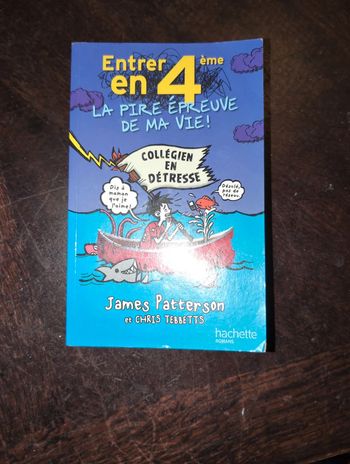 Entrer
en 4ème
LA PIRE ÉPREUVE
DE MA VIE!
COLLÉGIEN
EN
DÉTRESSE
Dis à
maman
que je
l'aime!
Désolé,
pas de
réseau.
James Patterson
et CHRIS TEBBETTS
hachette
ROMANS